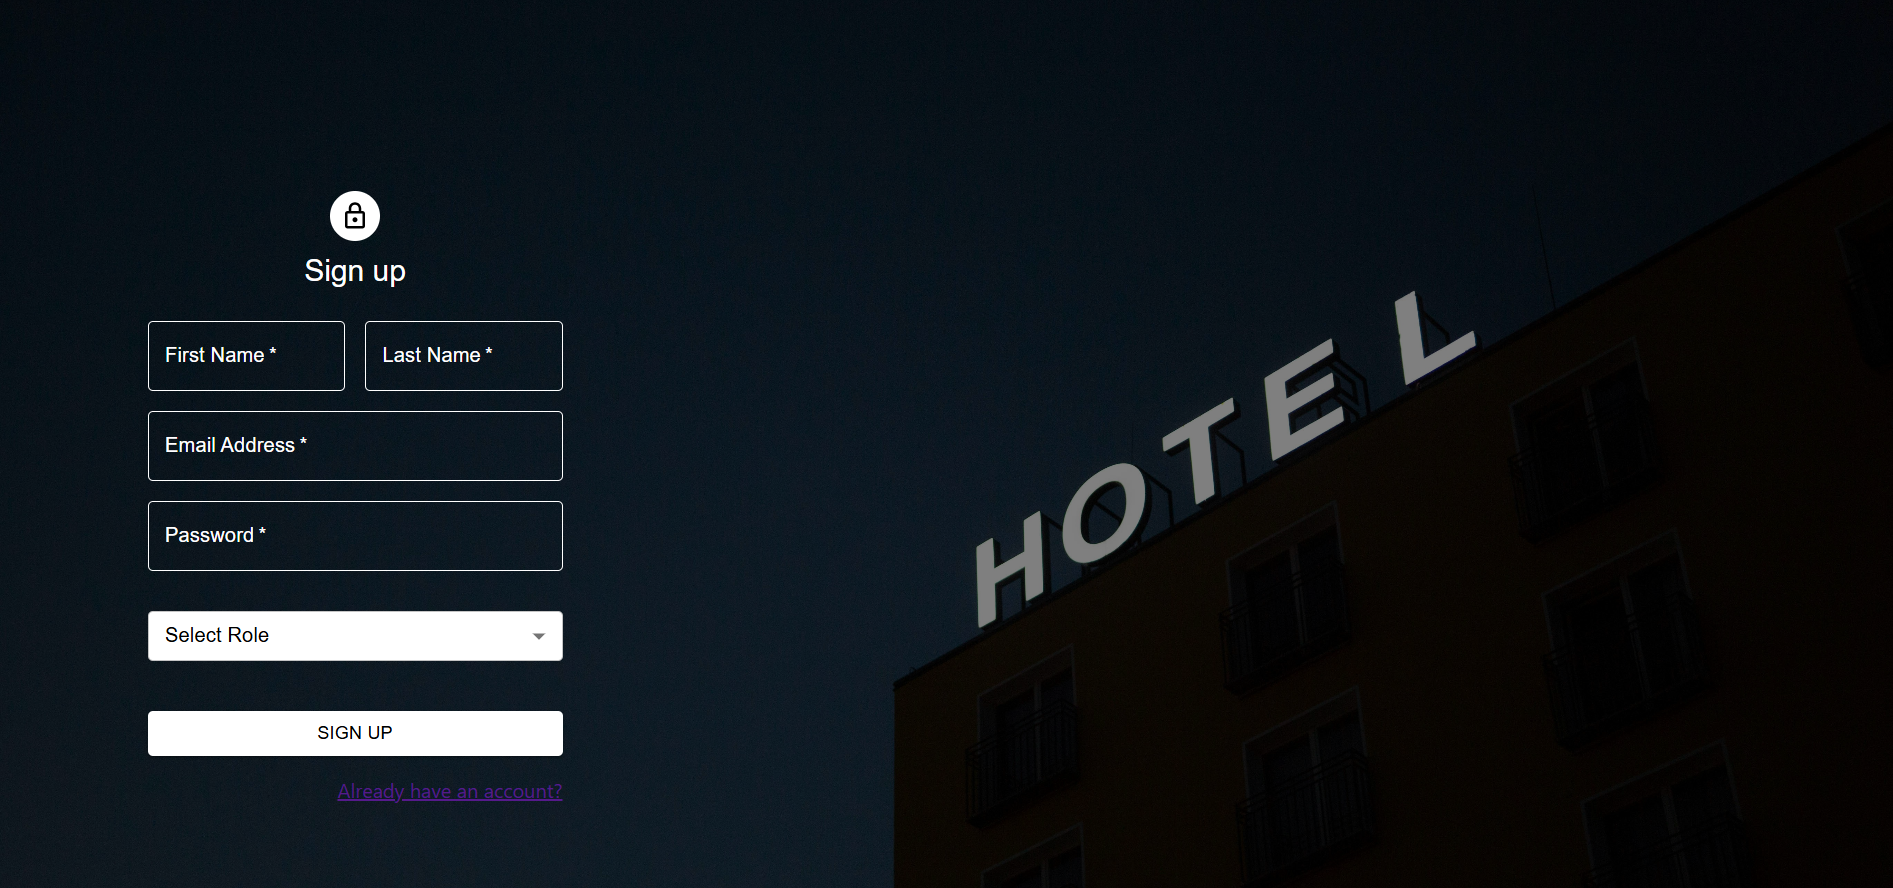 Sign up
First Name *
Last Name *
Email Address *
Password *
Select Role
SIGN UP
Already have an account?
HOTEL